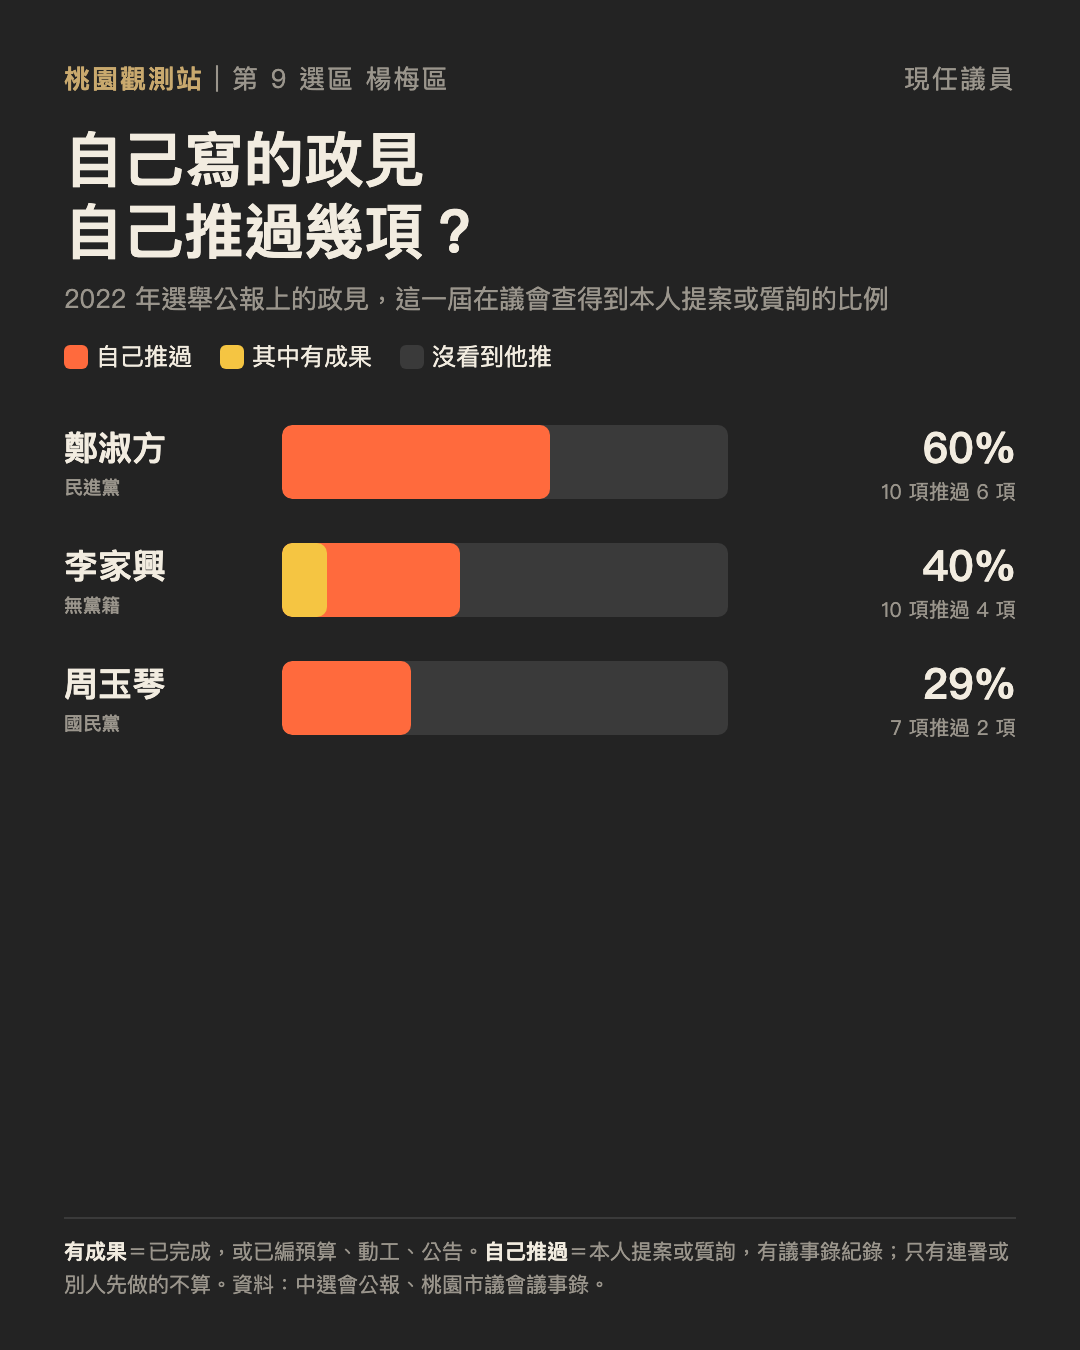 桃園觀測站｜第 9 選區 楊梅區
現任議員
自己寫的政見
自己推過幾項？
2022 年選舉公報上的政見，這一屆在議會查得到本人提案或質詢的比例
自己推過 其中有成果 沒看到他推
鄭淑方
民進黨
60%
10 項推過 6 項
李家興
無黨籍
40%
10 項推過 4 項
周玉琴
國民黨
29%
7 項推過 2 項
有成果＝已完成，或已編預算、動工、公告。自己推過＝本人提案或質詢，有議事錄紀錄；只有連署或
別人先做的不算。資料：中選會公報、桃園市議會議事錄。